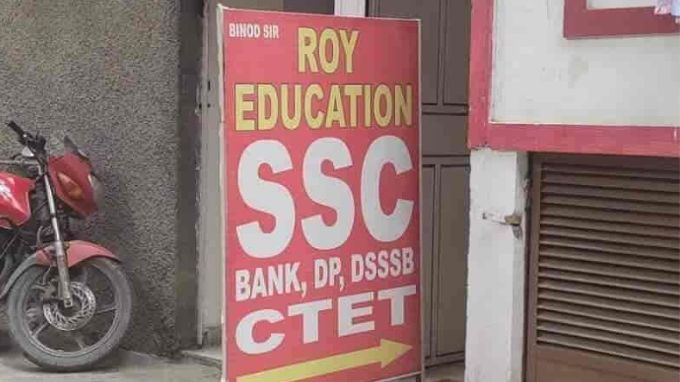 BINOD SIR
ROY
EDUCATION
SSC
BANK, DP, DSSSB
CTET